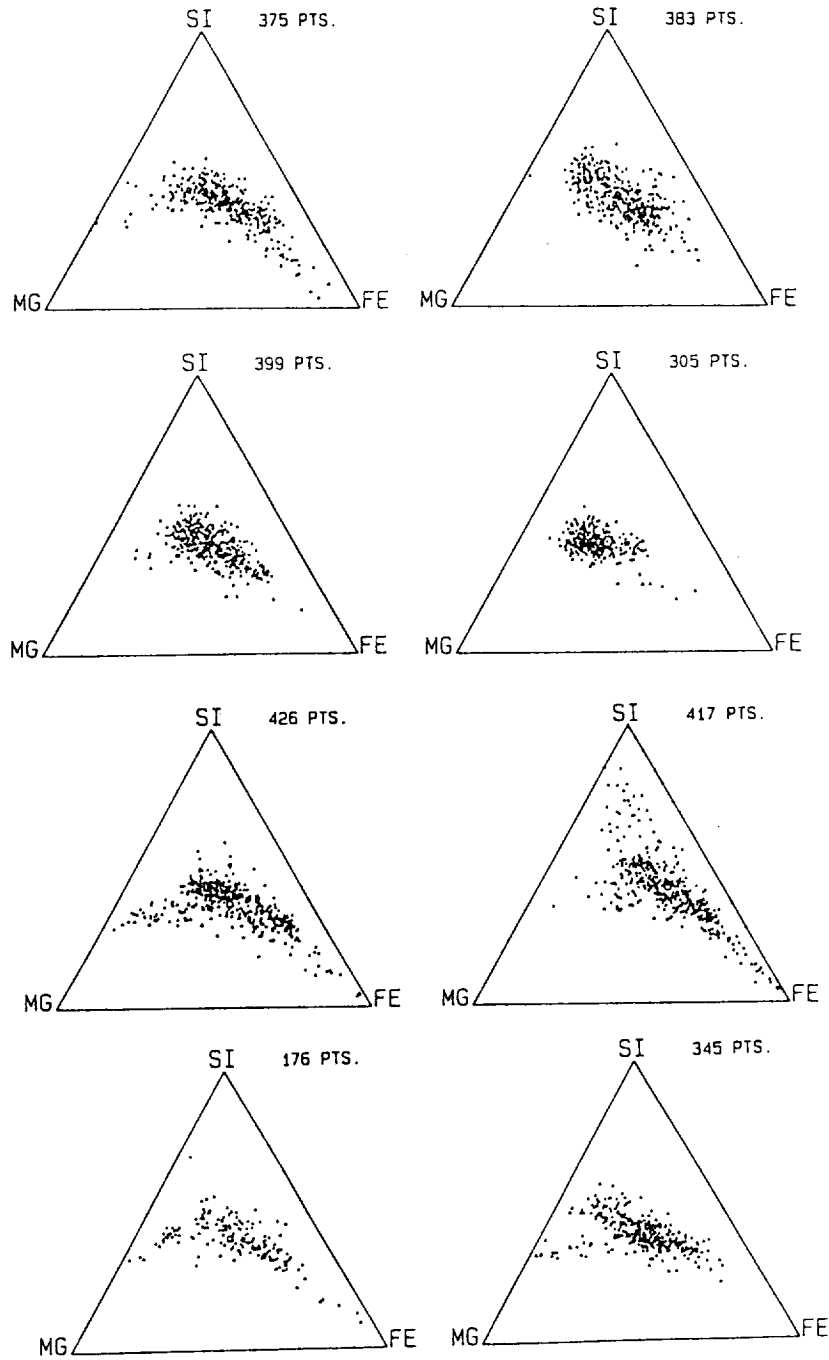 SI 375 PTS.
MG FE
SI 383 PTS.
MG FE
SI 399 PTS.
MG FE
SI 305 PTS.
MG FE
SI 426 PTS.
MG FE
SI 417 PTS.
MG FE
SI 176 PTS.
MG FE
SI 345 PTS.
MG FE